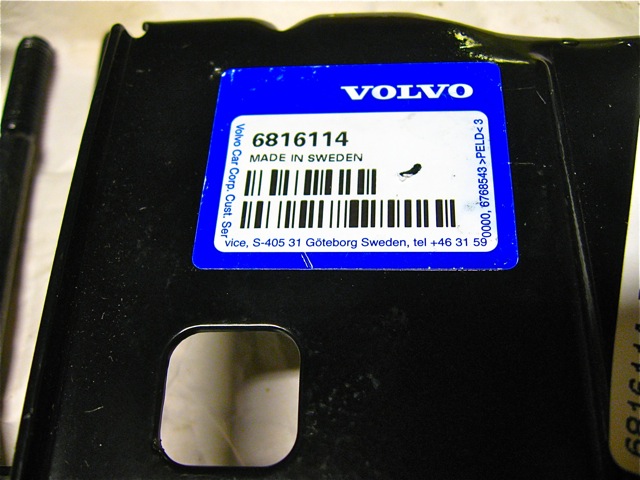 VOLVO
6816114
MADE IN SWEDEN
Volvo Car Corp. Cust. Ser
vice, S-405 31 Göteborg Sweden, tel +46 31 59
0000, 6768543 >PELD< 3
6816114